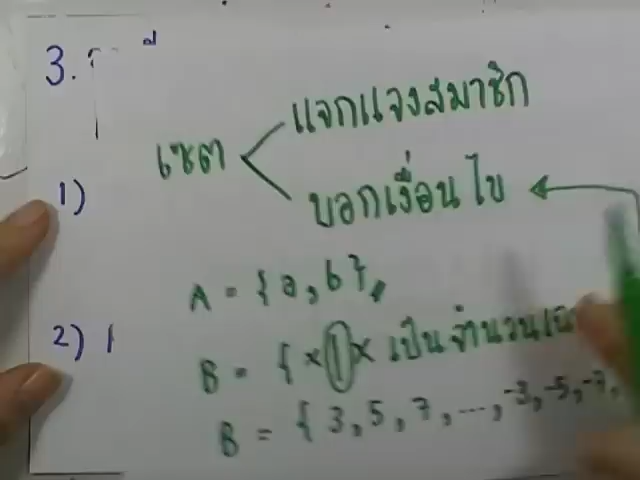 3.
เซต
แจกแจงสมาชิก
1)
บอกเงื่อนไข
A = {a, b},
2) 1
B = { x | x เป็นจำนวน
B = { 3, 5, 7, ..., -3, -5, -7,